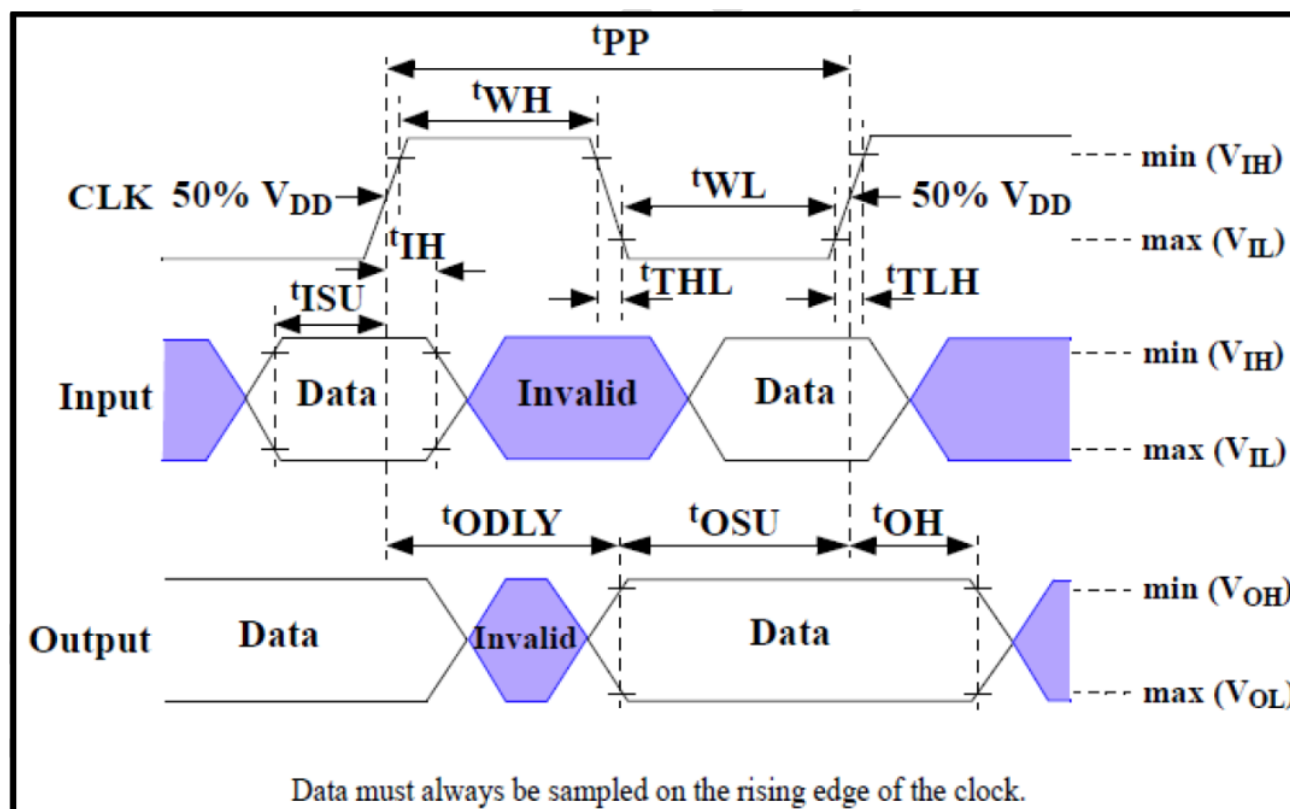 tPP
tWH
min (VIH)
CLK 50% VDD
tWL
50% VDD
tIH
max (VIL)
tISU
tTHL
tTLH
min (VIH)
Input
Data
Invalid
Data
max (VIL)
tODLY
tOSU
tOH
min (VOH)
Output
Data
Invalid
Data
max (VOL)
Data must always be sampled on the rising edge of the clock.